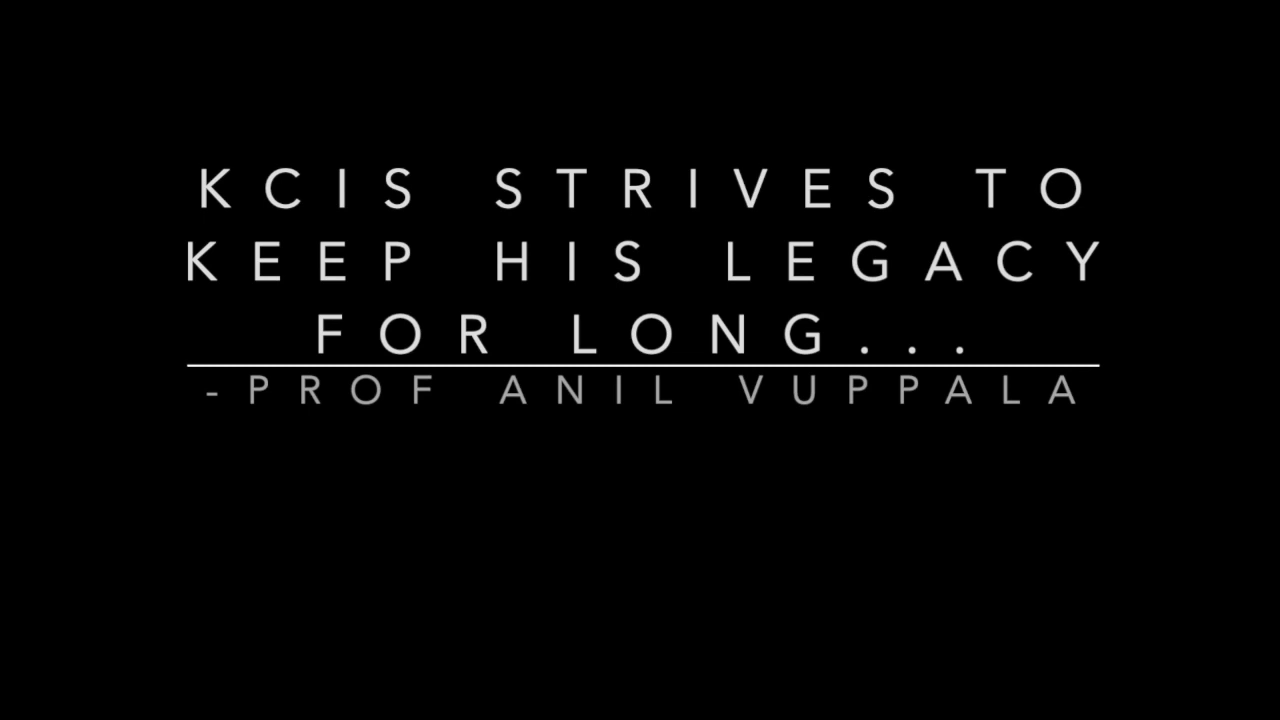 KCIS STRIVES TO
KEEP HIS LEGACY
FOR LONG...
-PROF ANIL VUPPALA